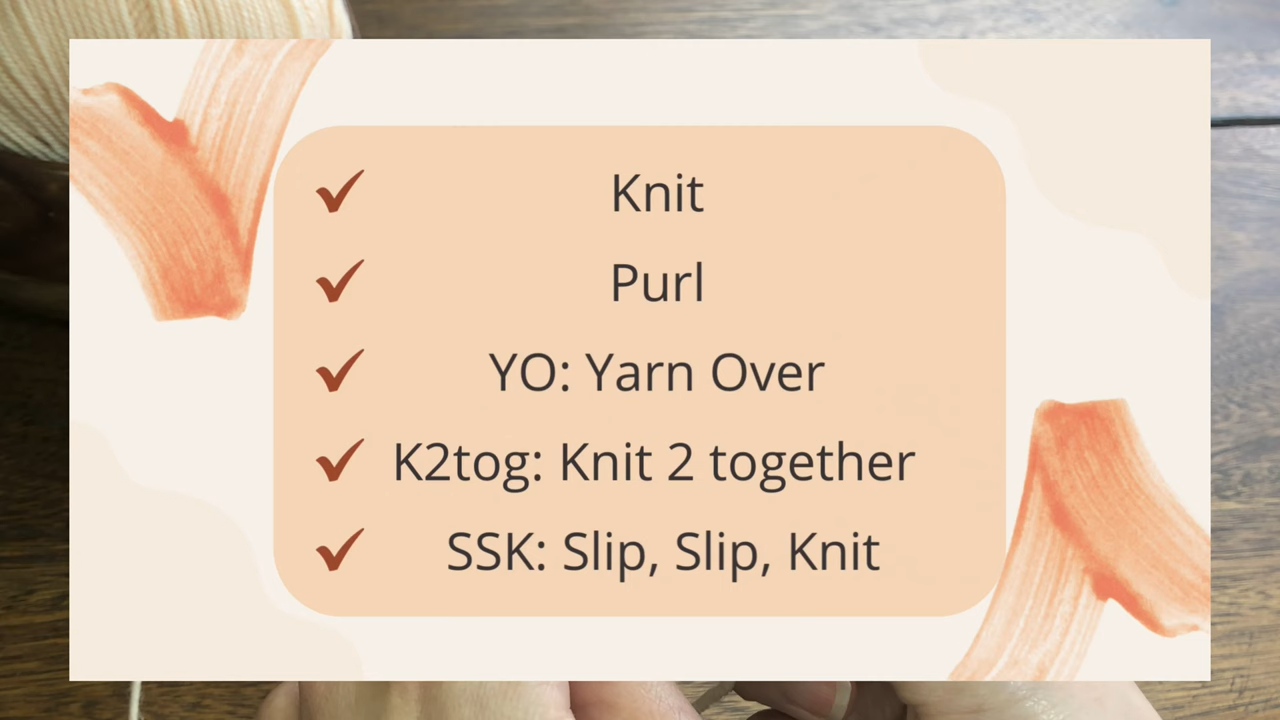 Knit
Purl
YO: Yarn Over
K2tog: Knit 2 together
SSK: Slip, Slip, Knit